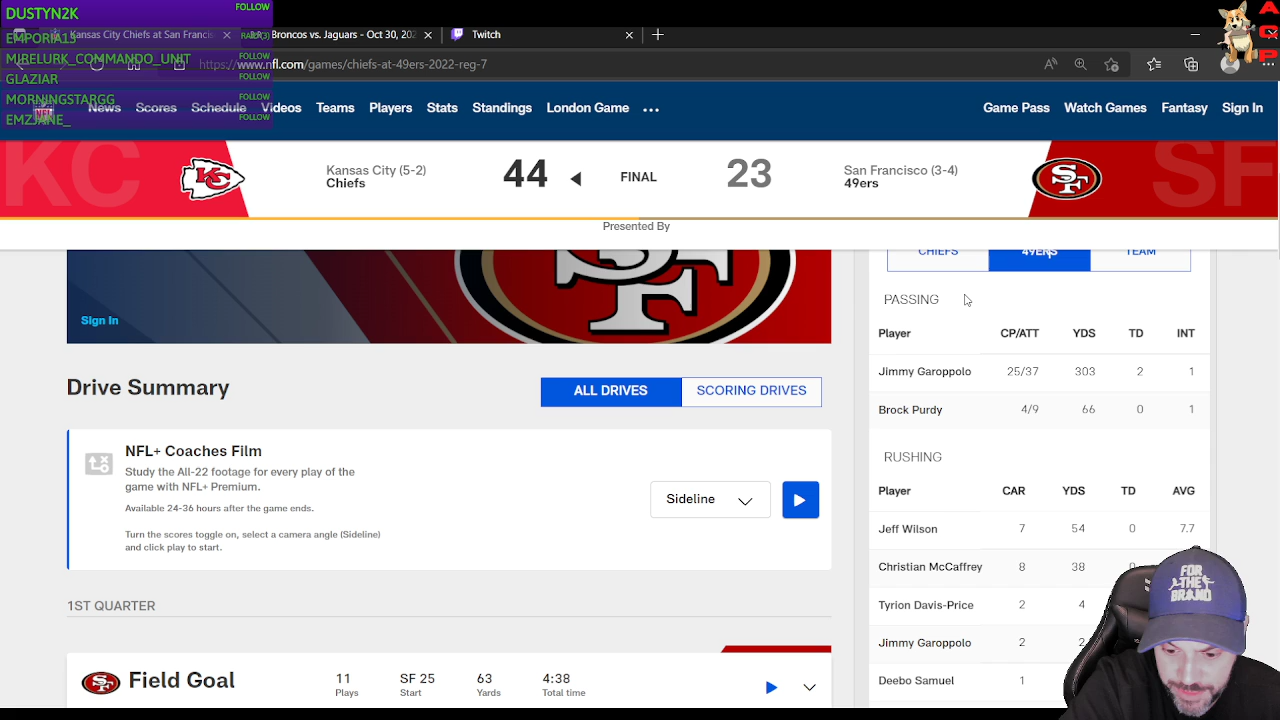 DUSTYN2K FOLLOW
EMPORIA13 RAID(3)
MIRELURK_COMMANDO_UNIT FOLLOW
GLAZIAR FOLLOW
MORNINGSTARGG FOLLOW
EMZJANE_ FOLLOW
ACP
Kansas City Chiefs at San Francis
Broncos vs. Jaguars - Oct 30, 202
Twitch
https://www.nfl.com/games/chiefs-at-49ers-2022-reg-7
News Scores Schedule Videos Teams Players Stats Standings London Game ... Game Pass Watch Games Fantasy Sign In
KC
Kansas City (5-2)
Chiefs
44
FINAL
23
San Francisco (3-4)
49ers
SF
Presented By
CHIEFS 49ERS TEAM
Sign In
PASSING
Player CP/ATT YDS TD INT
Jimmy Garoppolo 25/37 303 2 1
Brock Purdy 4/9 66 0 1
RUSHING
Player CAR YDS TD AVG
Jeff Wilson 7 54 0 7.7
Christian McCaffrey 8 38 0
Tyrion Davis-Price 2 4
Jimmy Garoppolo 2 2
Deebo Samuel 1
Drive Summary
ALL DRIVES SCORING DRIVES
NFL+ Coaches Film
Study the All-22 footage for every play of the
game with NFL+ Premium.
Available 24-36 hours after the game ends.
Turn the scores toggle on, select a camera angle (Sideline)
and click play to start.
Sideline
1ST QUARTER
Field Goal
11 SF 25 63 4:38
Plays Start Yards Total time
FOR
THE
BRAND